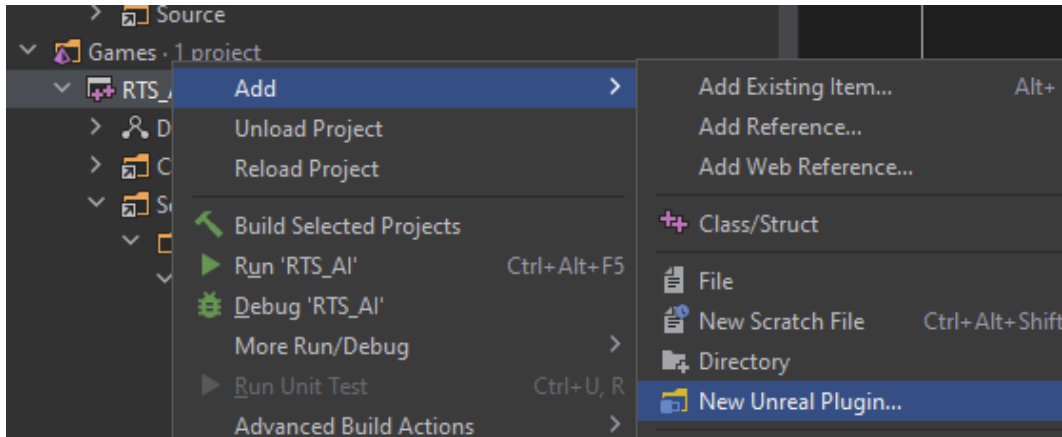 Source
Games · 1 project
RTS_
D
C
S
Add
Unload Project
Reload Project
Build Selected Projects
Run 'RTS_AI' Ctrl+Alt+F5
Debug 'RTS_AI'
More Run/Debug
Run Unit Test Ctrl+U, R
Advanced Build Actions
Add Existing Item... Alt+
Add Reference...
Add Web Reference...
Class/Struct
File
New Scratch File Ctrl+Alt+Shift
Directory
New Unreal Plugin...